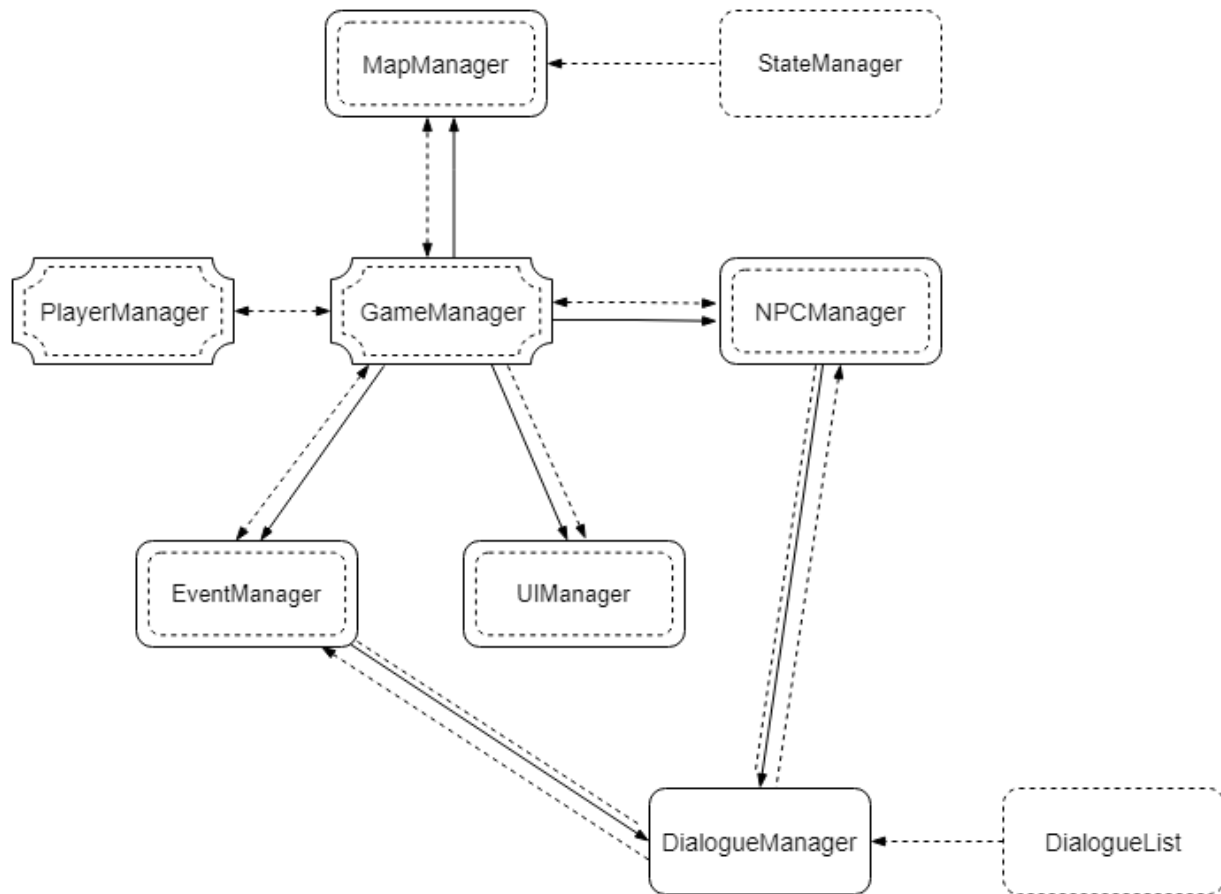 MapManager
StateManager
PlayerManager
GameManager
NPCManager
EventManager
UIManager
DialogueManager
DialogueList